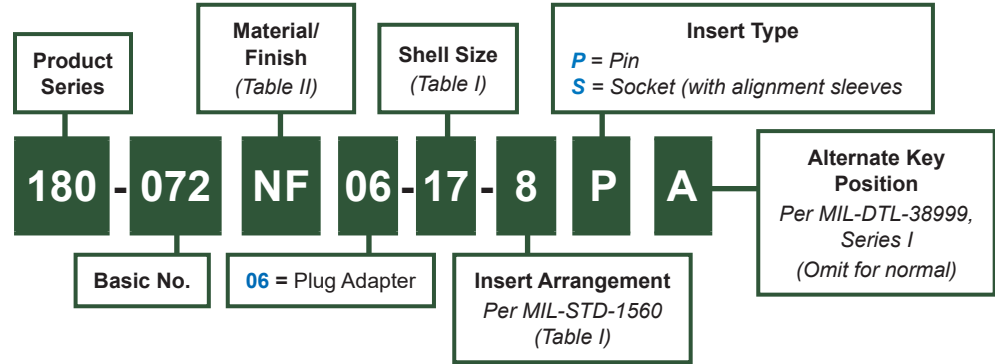 Product
Series
Material/
Finish
(Table II)
Shell Size
(Table I)
Insert Type
P = Pin
S = Socket (with alignment sleeves
180 - 072 NF 06 - 17 - 8 P A
Alternate Key
Position
Per MIL-DTL-38999,
Series I
(Omit for normal)
Basic No.
06 = Plug Adapter
Insert Arrangement
Per MIL-STD-1560
(Table I)